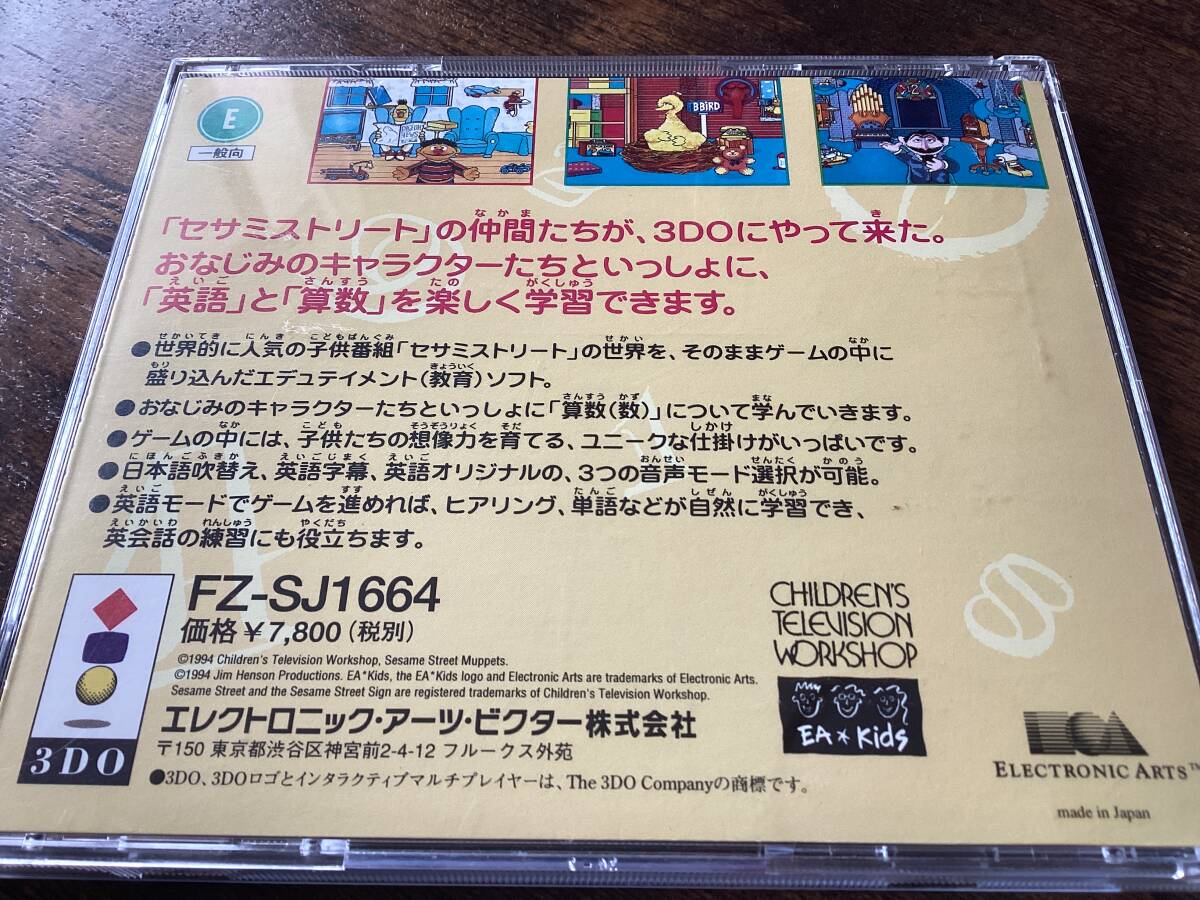 E
一般向
BBIRD
2
「セサミストリート」の仲間たちが、3DOにやって来た。
おなじみのキャラクターたちといっしょに、
「英語」と「算数」を楽しく学習できます。
●世界的に人気の子供番組「セサミストリート」の世界を、そのままゲームの中に
盛り込んだエデュテイメント(教育)ソフト。
●おなじみのキャラクターたちといっしょに「算数(数)」について学んでいきます。
●ゲームの中には、子供たちの想像力を育てる、ユニークな仕掛けがいっぱいです。
●日本語吹替え、英語字幕、英語オリジナルの、3つの音声モード選択が可能。
●英語モードでゲームを進めれば、ヒアリング、単語などが自然に学習でき、
英会話の練習にも役立ちます。
FZ-SJ1664
価格¥7,800(税別)
©1994 Children's Television Workshop, Sesame Street Muppets.
©1994 Jim Henson Productions. EA*Kids, the EA*Kids logo and Electronic Arts are trademarks of Electronic Arts.
Sesame Street and the Sesame Street Sign are registered trademarks of Children's Television Workshop.
エレクトロニック・アーツ・ビクター株式会社
〒150 東京都渋谷区神宮前2-4-12 フルークス外苑
●3DO、3DOロゴとインタラクティブマルチプレイヤーは、The 3DO Companyの商標です。
3DO
CHILDREN'S
TELEVISION
WORKSHOP
EA*Kids
ECA
ELECTRONIC ARTS™
made in Japan